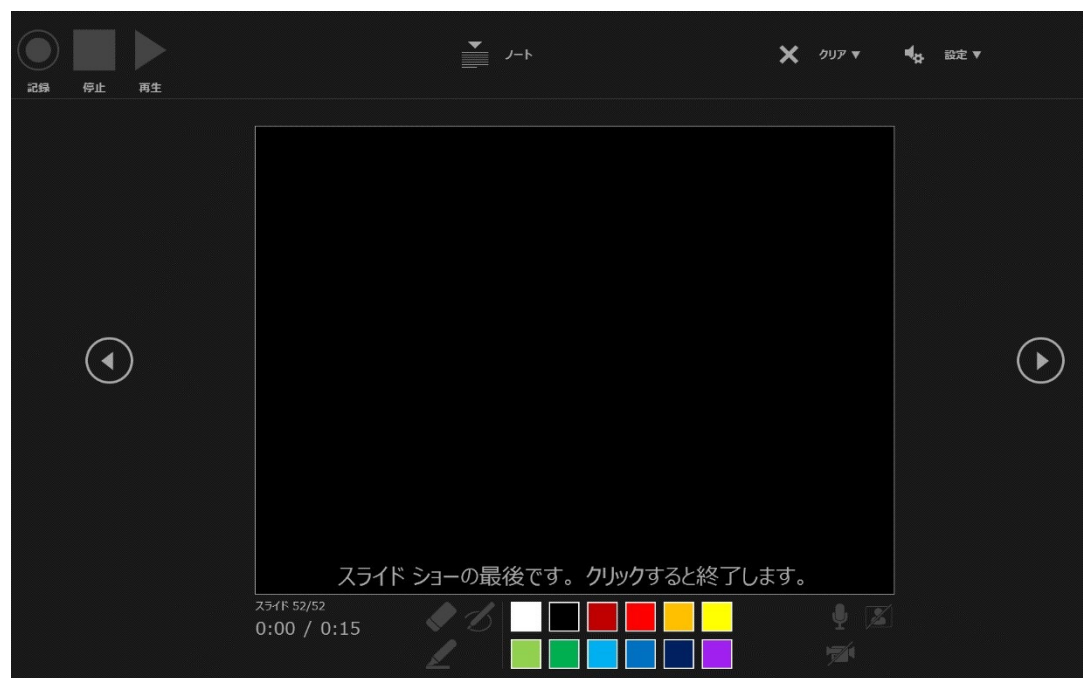 記録
停止
再生
ノート
クリア▼
設定▼
スライド ショーの最後です。クリックすると終了します。
スライド 52/52
0:00 / 0:15